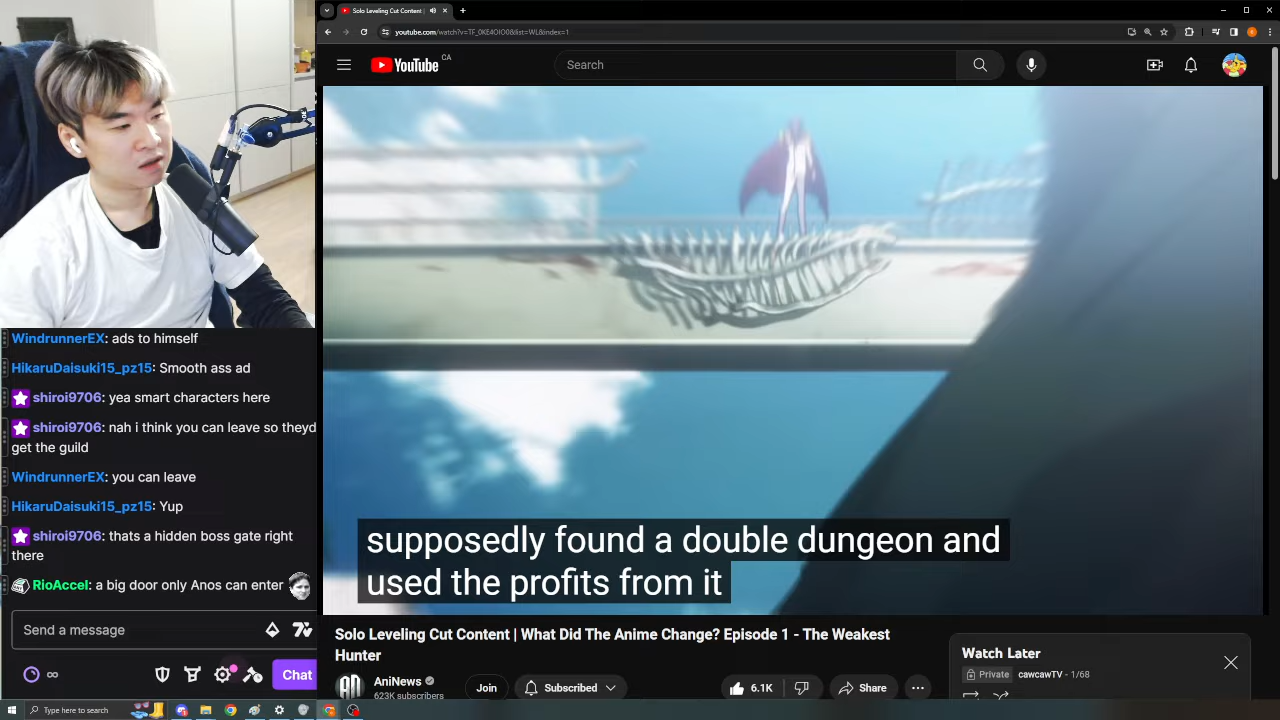 Solo Leveling Cut Content |
youtube.com/watch?v=TF_0KE4OIO0&list=WL&index=1
YouTube CA
Search
supposedly found a double dungeon and
used the profits from it
WindrunnerEX: ads to himself
HikaruDaisuki15_pz15: Smooth ass ad
shiroi9706: yea smart characters here
shiroi9706: nah i think you can leave so theyd
get the guild
WindrunnerEX: you can leave
HikaruDaisuki15_pz15: Yup
shiroi9706: thats a hidden boss gate right
there
RioAccel: a big door only Anos can enter
Send a message
Chat
Solo Leveling Cut Content | What Did The Anime Change? Episode 1 - The Weakest
Hunter
AniNews
623K subscribers
Join
Subscribed
6.1K
Share
Watch Later
Private cawcawTV - 1/68
Type here to search